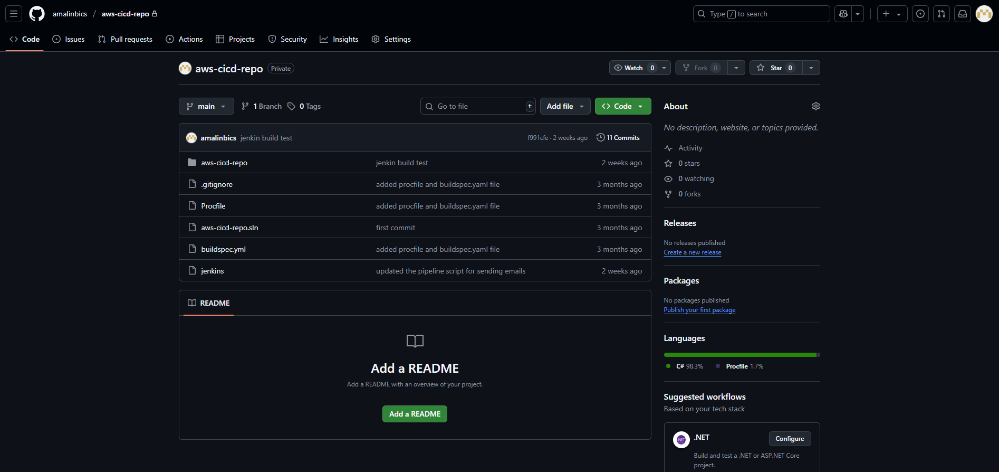 amalinbics / aws-cicd-repo
Type / to search
Code Issues Pull requests Actions Projects Security Insights Settings
aws-cicd-repo Private
Watch 0 Fork 0 Star 0
main 1 Branch 0 Tags
Go to file t Add file Code
amalinbics jenkin build test f991cfe · 2 weeks ago 11 Commits
aws-cicd-repo jenkin build test 2 weeks ago
.gitignore added procfile and buildspec.yaml file 3 months ago
Procfile added procfile and buildspec.yaml file 3 months ago
aws-cicd-repo.sln first commit 3 months ago
buildspec.yml added procfile and buildspec.yaml file 3 months ago
jenkins updated the pipeline script for sending emails 2 weeks ago
README
Add a README
Add a README with an overview of your project.
Add a README
About
No description, website, or topics provided.
Activity
0 stars
0 watching
0 forks
Releases
No releases published
Create a new release
Packages
No packages published
Publish your first package
Languages
C# 98.3% Procfile 1.7%
Suggested workflows
Based on your tech stack
.NET .NET Configure
Build and test a .NET or ASP.NET Core
project.